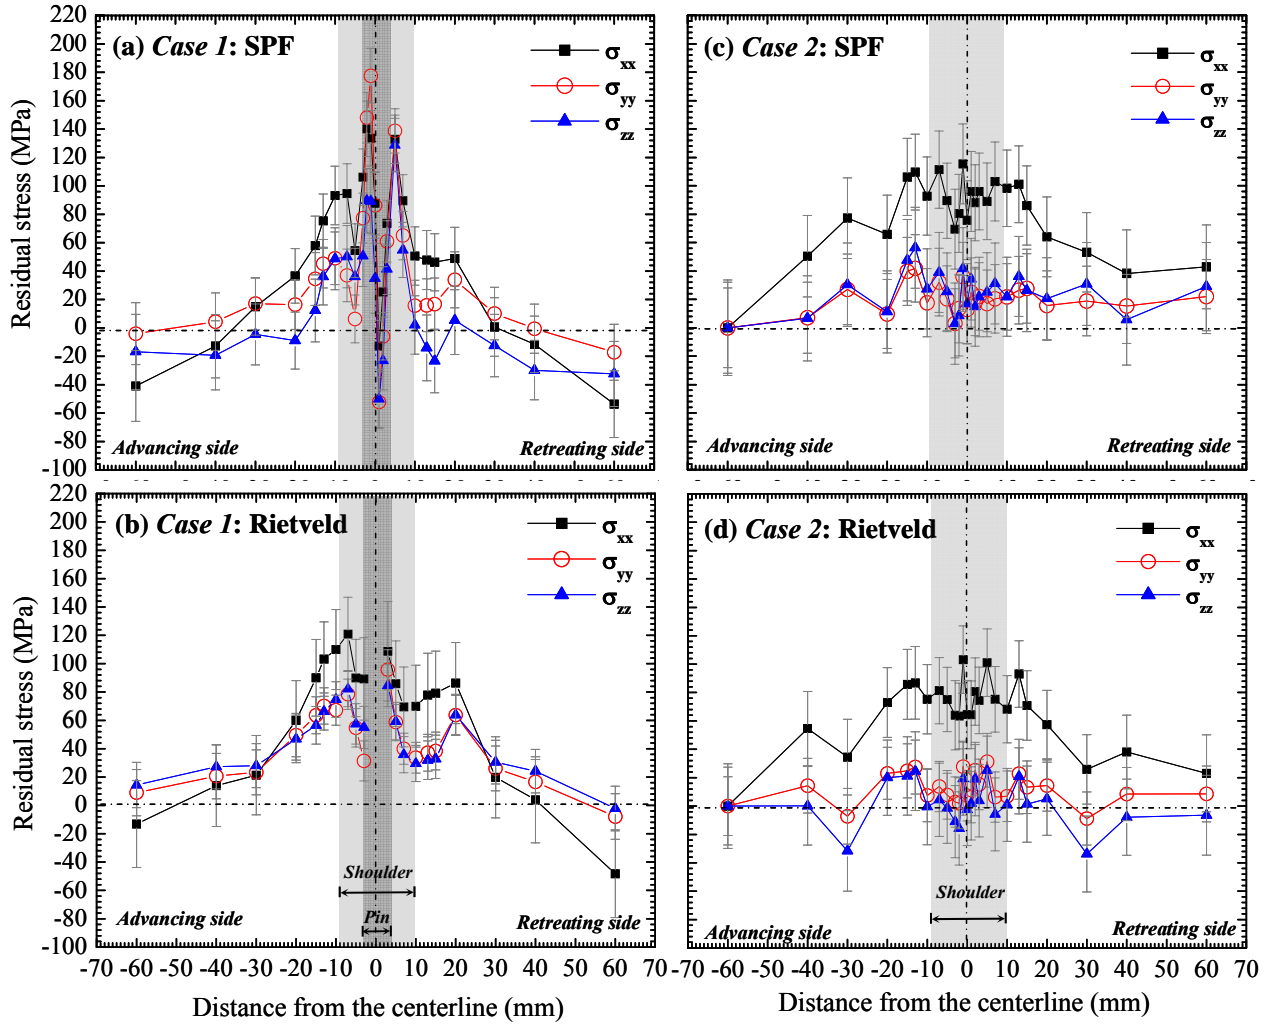 220
200
180
160
140
120
100
80
60
40
20
0
-20
-40
-60
-80
-100
Residual stress (MPa)
(a) Case 1: SPF
σxx
σyy
σzz
Advancing side
Retreating side
(c) Case 2: SPF
σxx
σyy
σzz
Advancing side
Retreating side
220
200
180
160
140
120
100
80
60
40
20
0
-20
-40
-60
-80
-100
Residual stress (MPa)
(b) Case 1: Rietveld
σxx
σyy
σzz
Shoulder
Pin
Advancing side
Retreating side
-70 -60 -50 -40 -30 -20 -10 0 10 20 30 40 50 60 70
Distance from the centerline (mm)
(d) Case 2: Rietveld
σxx
σyy
σzz
Shoulder
Advancing side
Retreating side
-70 -60 -50 -40 -30 -20 -10 0 10 20 30 40 50 60 70
Distance from the centerline (mm)